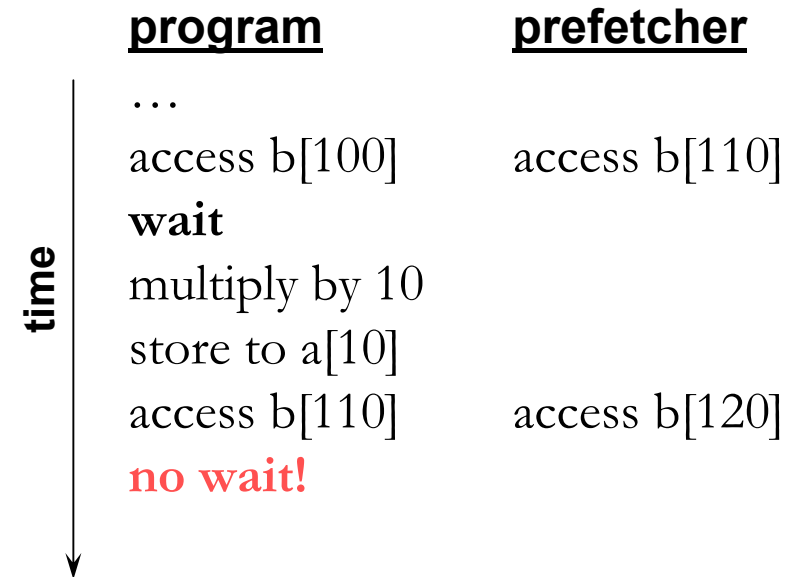 program prefetcher
…
access b[100] access b[110]
wait
multiply by 10
store to a[10]
access b[110] access b[120]
no wait!
time